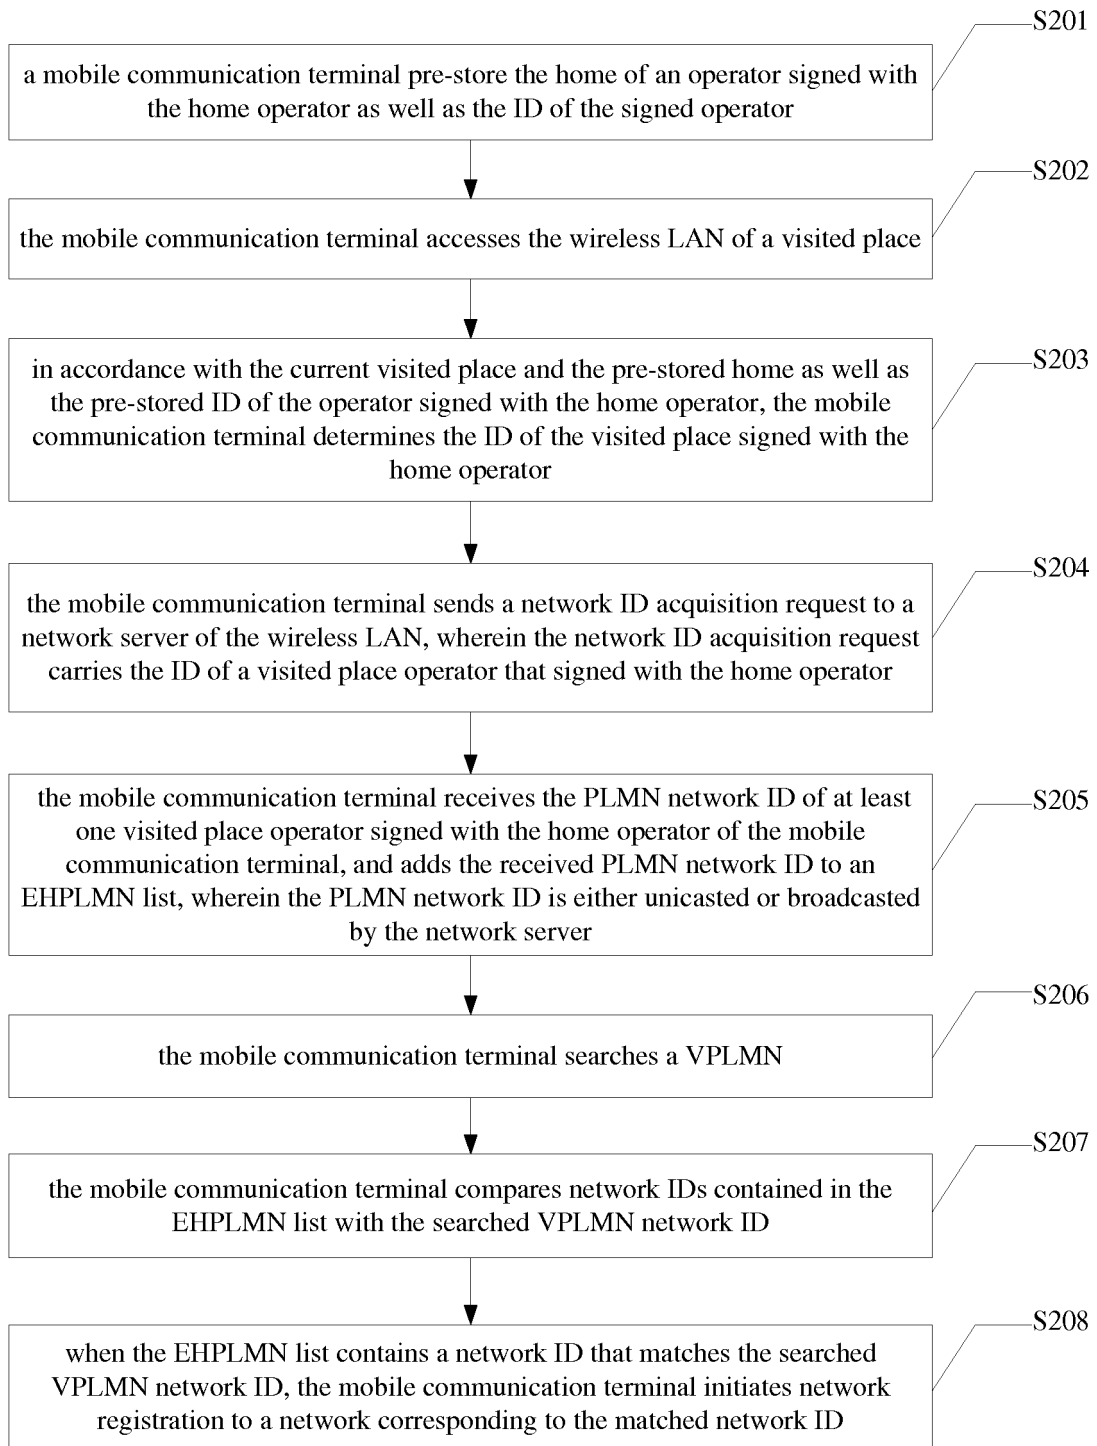 S201
a mobile communication terminal pre-store the home of an operator signed with
the home operator as well as the ID of the signed operator
S202
the mobile communication terminal accesses the wireless LAN of a visited place
S203
in accordance with the current visited place and the pre-stored home as well as
the pre-stored ID of the operator signed with the home operator, the mobile
communication terminal determines the ID of the visited place signed with the
home operator
S204
the mobile communication terminal sends a network ID acquisition request to a
network server of the wireless LAN, wherein the network ID acquisition request
carries the ID of a visited place operator that signed with the home operator
S205
the mobile communication terminal receives the PLMN network ID of at least
one visited place operator signed with the home operator of the mobile
communication terminal, and adds the received PLMN network ID to an
EHPLMN list, wherein the PLMN network ID is either unicasted or broadcasted
by the network server
S206
the mobile communication terminal searches a VPLMN
S207
the mobile communication terminal compares network IDs contained in the
EHPLMN list with the searched VPLMN network ID
S208
when the EHPLMN list contains a network ID that matches the searched
VPLMN network ID, the mobile communication terminal initiates network
registration to a network corresponding to the matched network ID